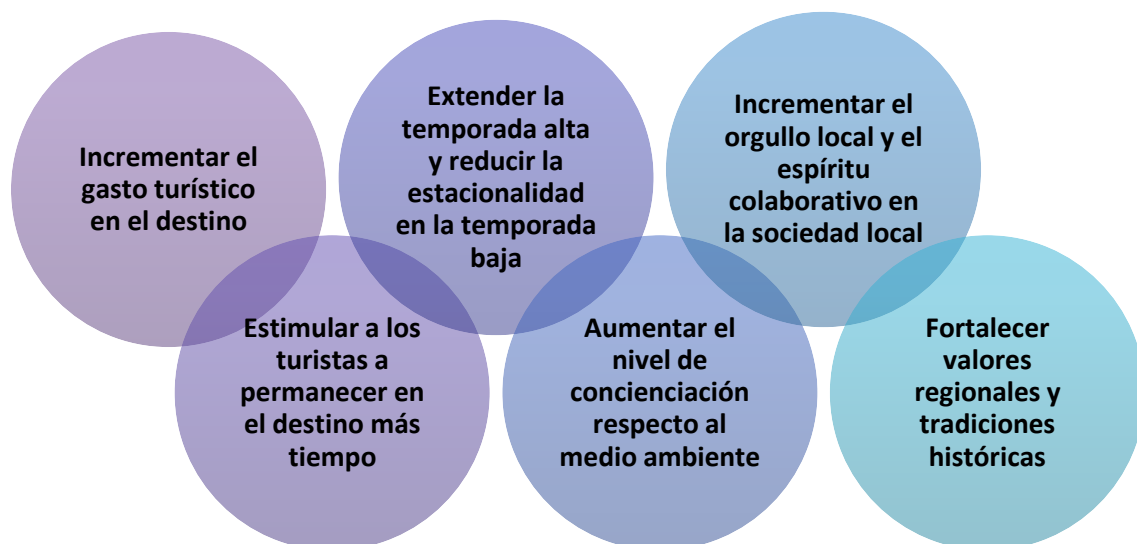 Incrementar el
gasto turístico
en el destino
Estimular a los
turistas a
permanecer en
el destino más
tiempo
Extender la
temporada alta
y reducir la
estacionalidad
en la temporada
baja
Aumentar el
nivel de
concienciación
respecto al
medio ambiente
Incrementar el
orgullo local y el
espíritu
colaborativo en
la sociedad local
Fortalecer
valores
regionales y
tradiciones
históricas